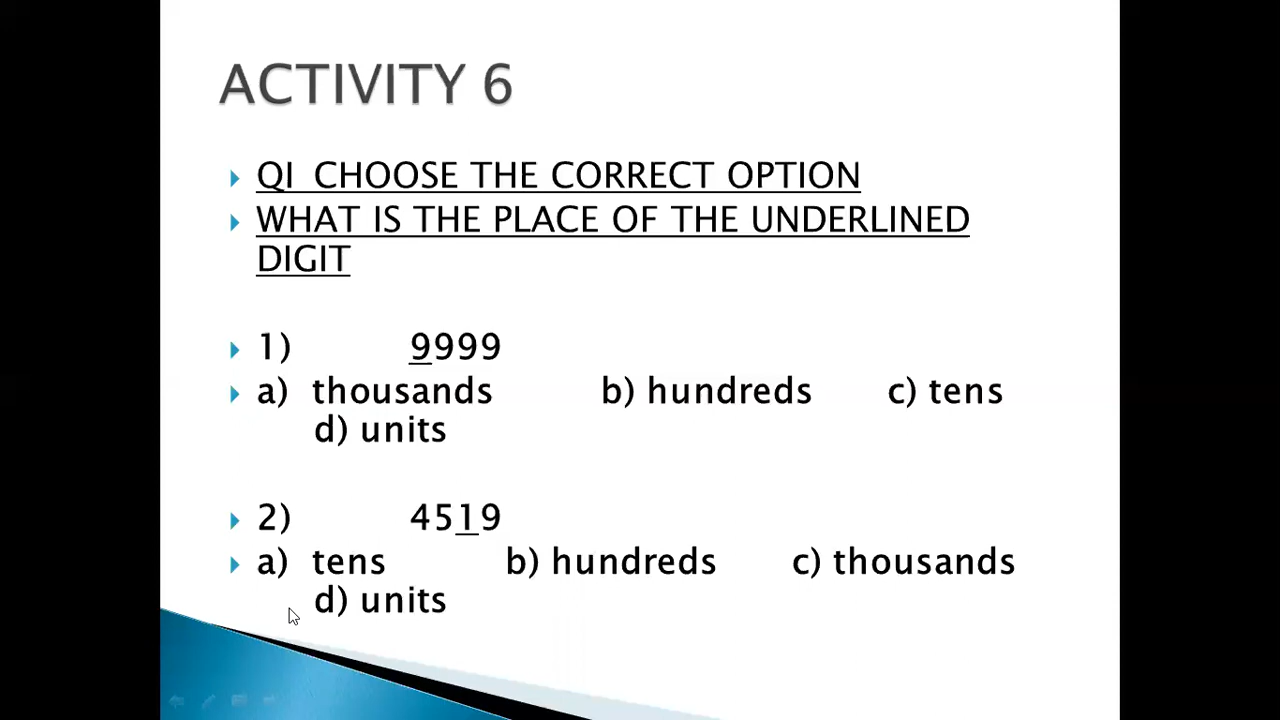 ACTIVITY 6
QI CHOOSE THE CORRECT OPTION
WHAT IS THE PLACE OF THE UNDERLINED
DIGIT
1) 9999
a) thousands b) hundreds c) tens
d) units
2) 4519
a) tens b) hundreds c) thousands
d) units